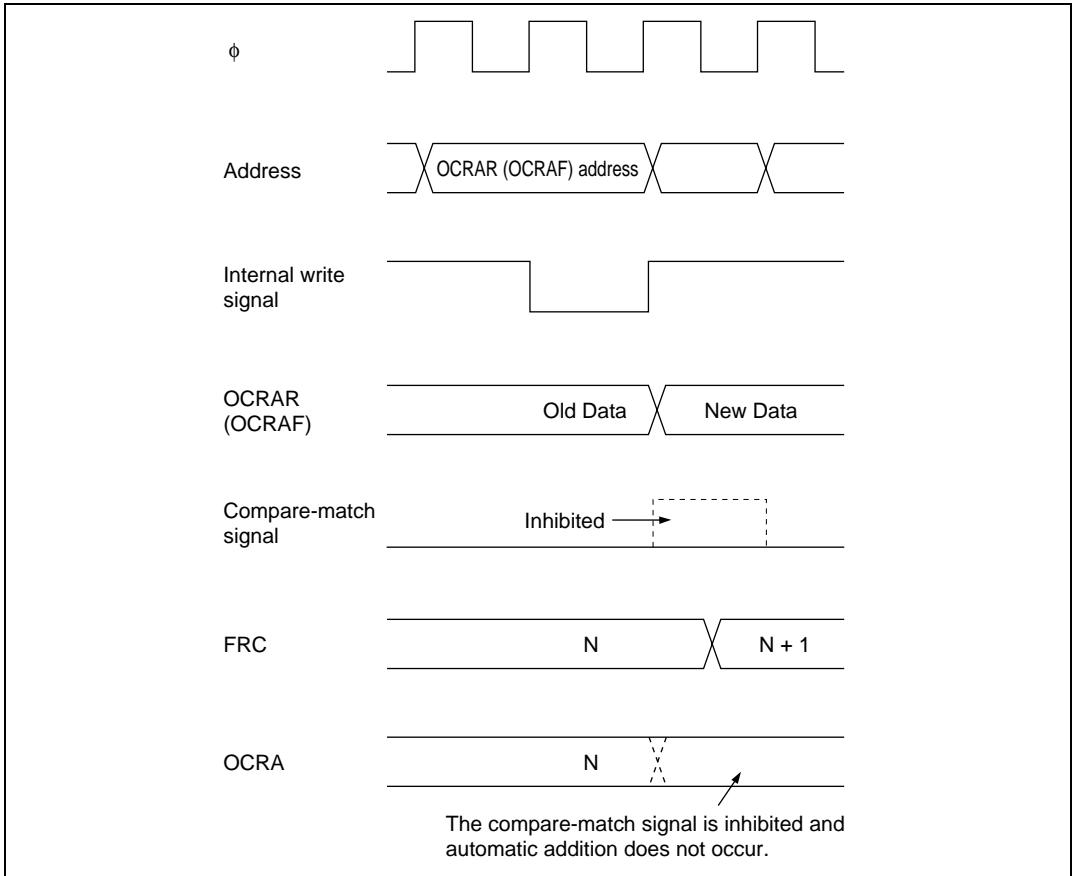 ϕ
Address
OCRAR (OCRAF) address
Internal write
signal
OCRAR
(OCRAF)
Old Data
New Data
Compare-match
signal
Inhibited
FRC
N
N + 1
OCRA
N
The compare-match signal is inhibited and
automatic addition does not occur.